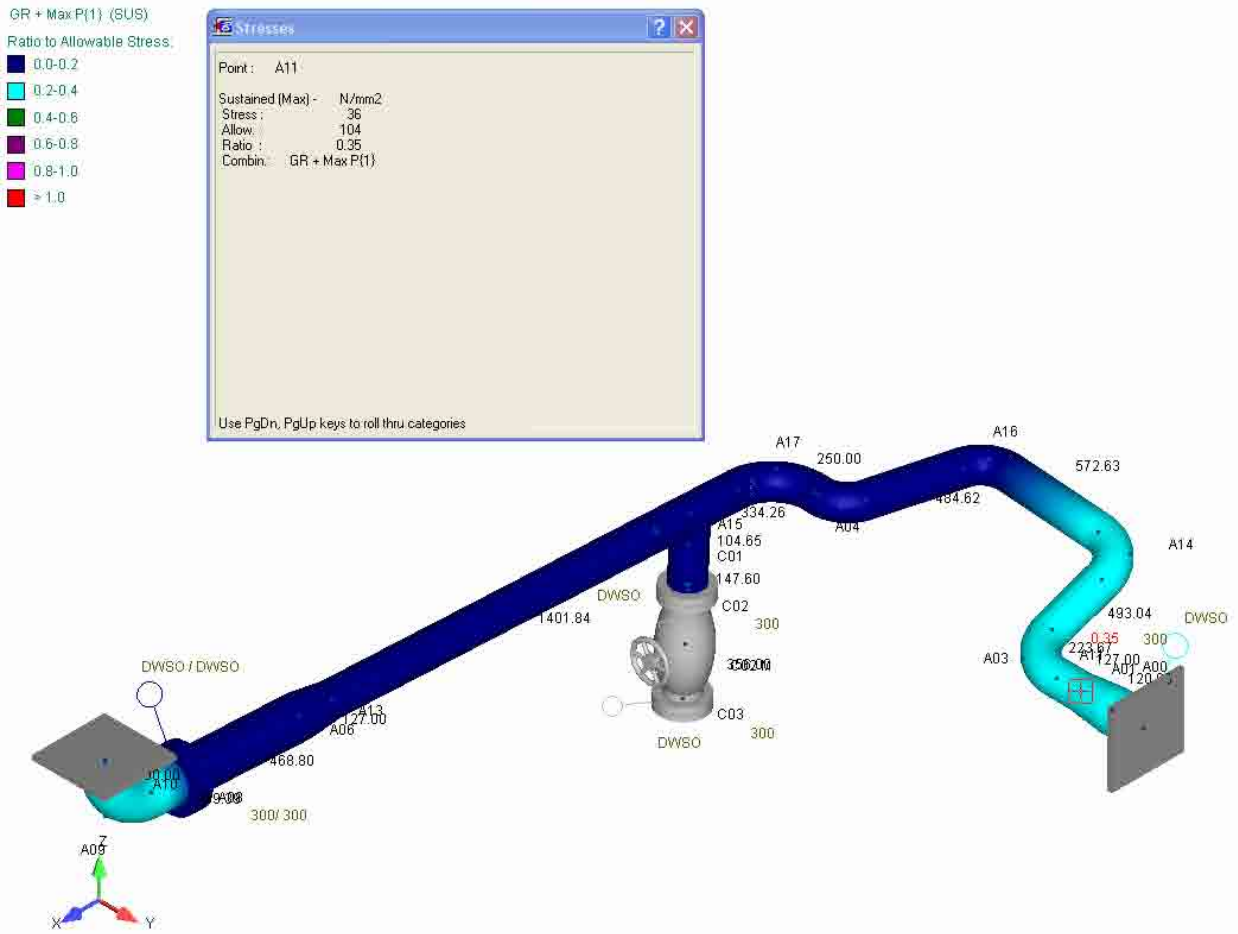 GR + Max P{1} (SUS)
Ratio to Allowable Stress:
0.0-0.2
0.2-0.4
0.4-0.6
0.6-0.8
0.8-1.0
> 1.0
Stresses
Point : A11
Sustained (Max) - N/mm2
Stress : 36
Allow. : 104
Ratio : 0.35
Combin. : GR + Max P{1}
Use PgDn, PgUp keys to roll thru categories
A17
250.00
A16
572.63
484.62
A04
334.26
A15
104.65
C01
147.60
C02
DWSO
300
1401.84
C03
DWSO
300
A14
493.04
DWSO
0.35
300
223.67
A11
127.00
A01
A00
A03
DWSO / DWSO
A13
127.00
A06
468.80
A10
A08
300/ 300
A09
Z
X
Y